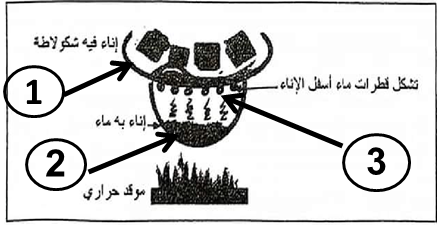 إناء فيه شكولاطة
1
تشكل قطرات ماء أسفل الإناء
إناء به ماء
2
3
موقد حراري